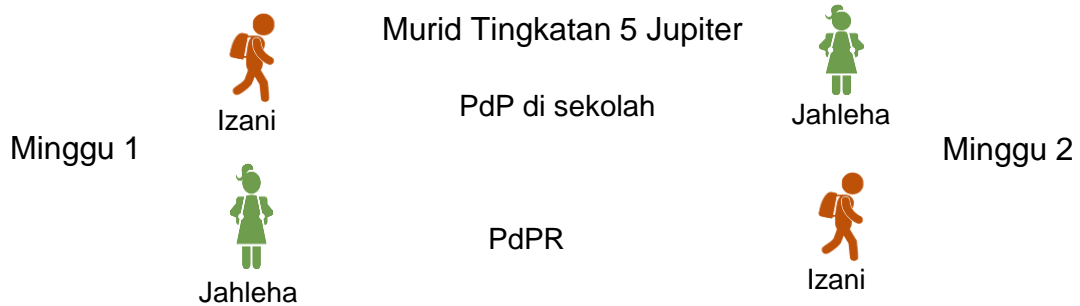 Murid Tingkatan 5 Jupiter
PdP di sekolah
Izani
Jahleha
Minggu 1
Minggu 2
PdPR
Jahleha
Izani